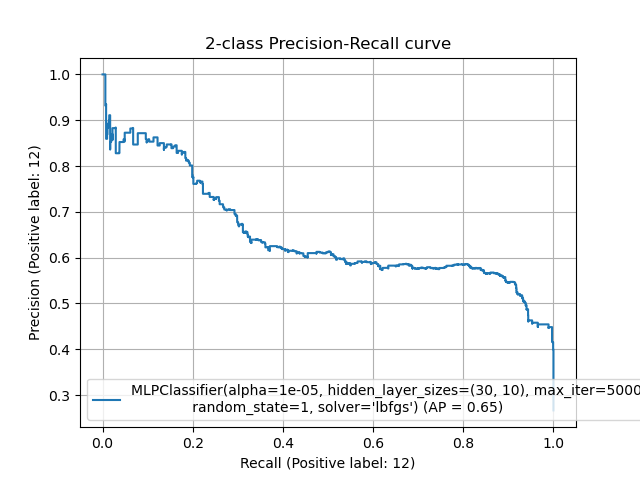 2-class Precision-Recall curve
1.0
0.9
0.8
0.7
0.6
0.5
0.4
0.3
Precision (Positive label: 12)
MLPClassifier(alpha=1e-05, hidden_layer_sizes=(30, 10), max_iter=5000
random_state=1, solver='lbfgs') (AP = 0.65)
0.0 0.2 0.4 0.6 0.8 1.0
Recall (Positive label: 12)